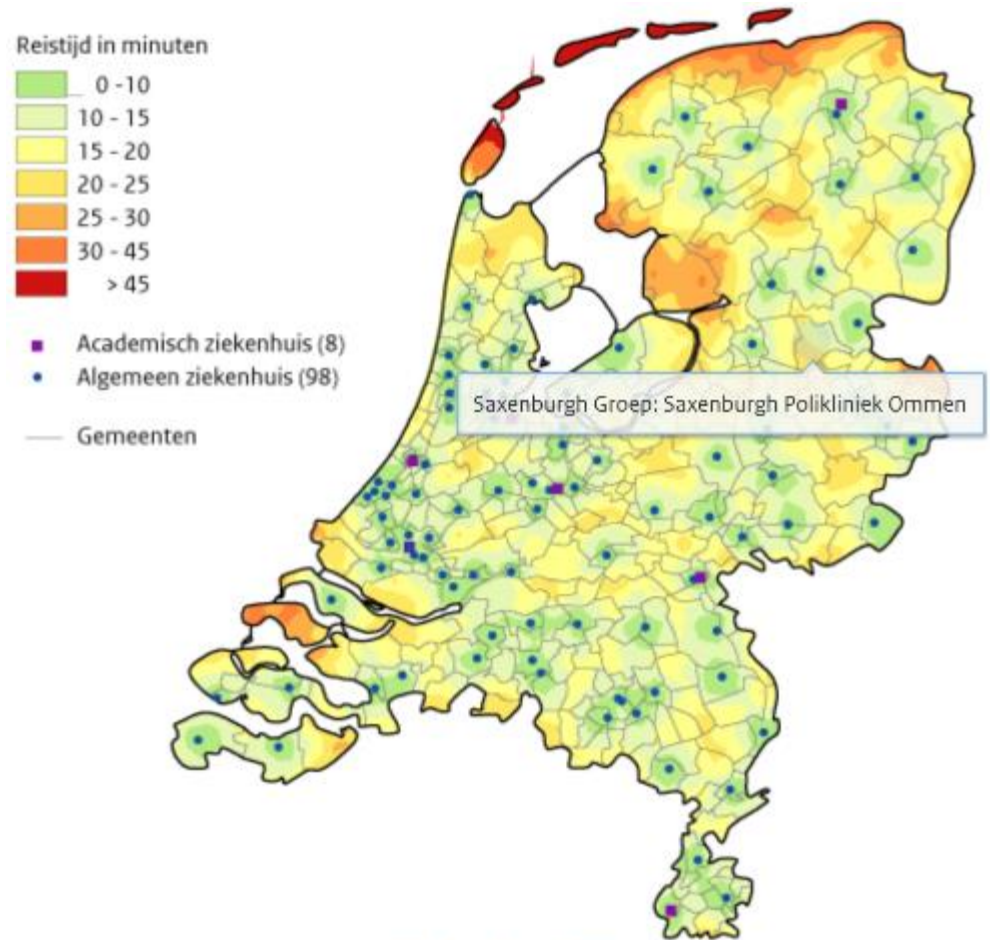 Reistijd in minuten
0 -10
10 - 15
15 - 20
20 - 25
25 - 30
30 - 45
> 45
Academisch ziekenhuis (8)
Algemeen ziekenhuis (98)
Gemeenten
Saxenburgh Groep: Saxenburgh Polikliniek Ommen